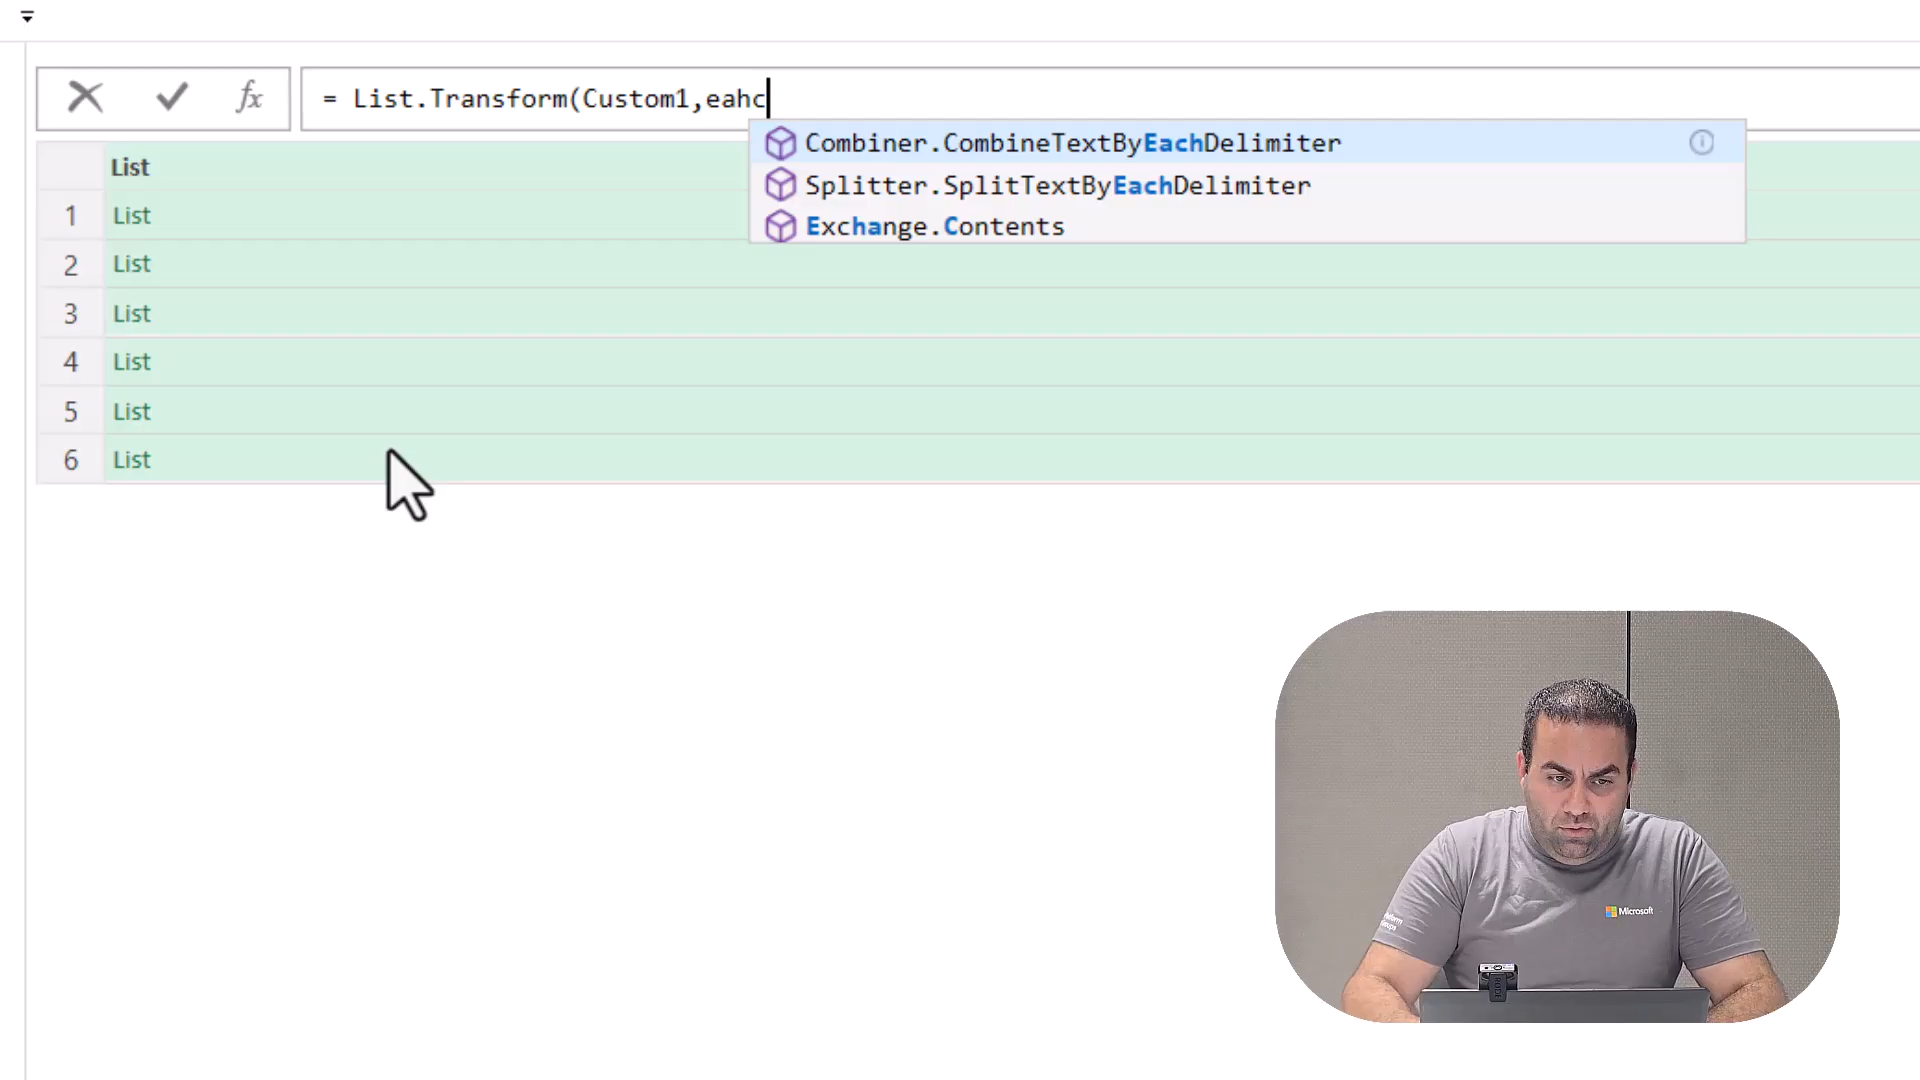 fx
= List.Transform(Custom1,eahc
Combiner.CombineTextByEachDelimiter
Splitter.SplitTextByEachDelimiter
Exchange.Contents
List
1 List
2 List
3 List
4 List
5 List
6 List
Microsoft